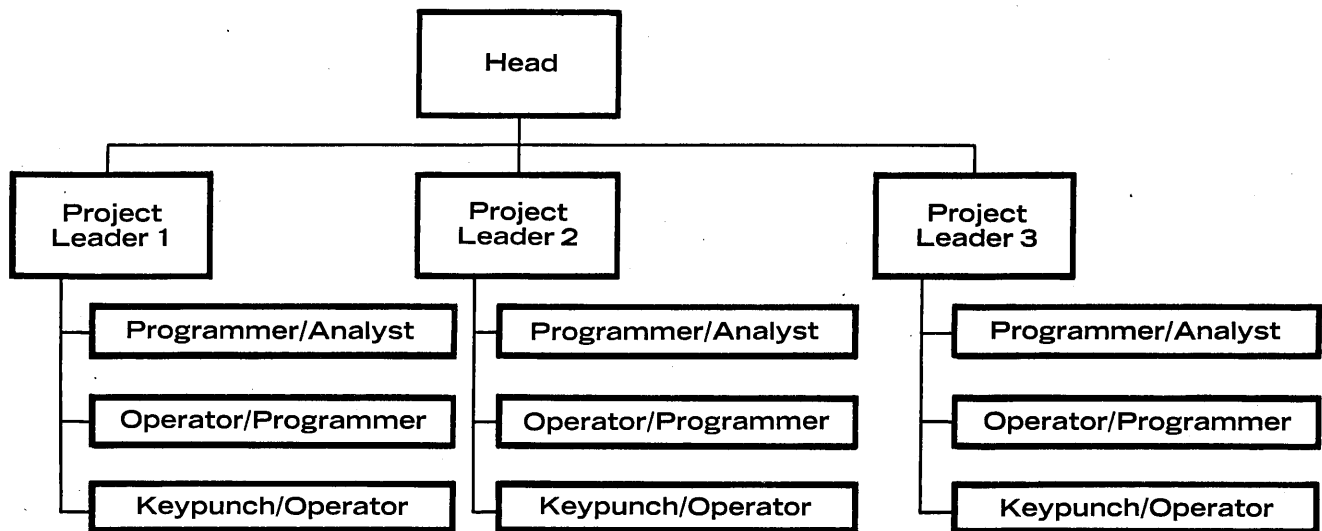 Head
Project
Leader 1
Project
Leader 2
Project
Leader 3
Programmer/Analyst
Operator/Programmer
Keypunch/Operator
Programmer/Analyst
Operator/Programmer
Keypunch/Operator
Programmer/Analyst
Operator/Programmer
Keypunch/Operator